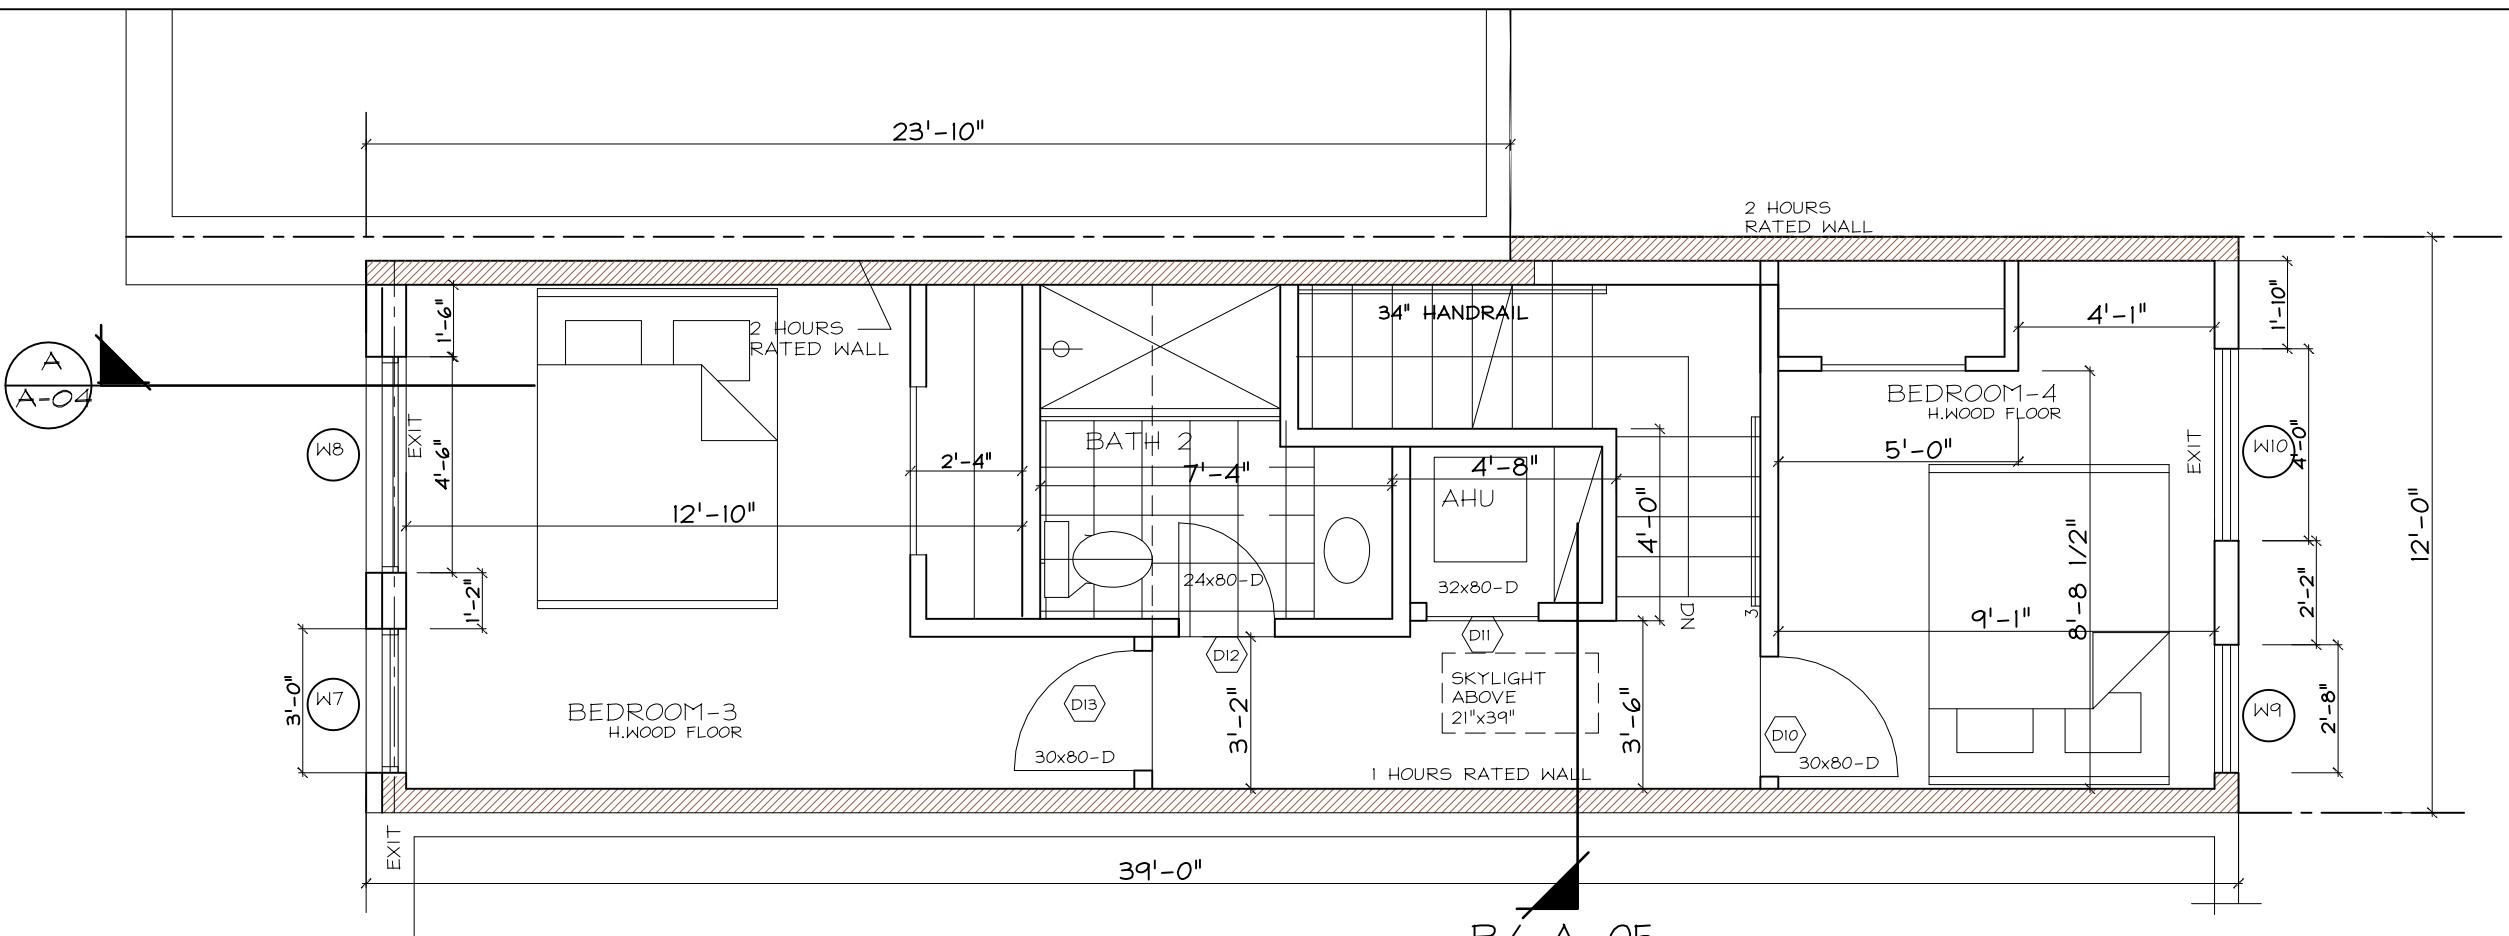 23'-10"
2 HOURS
RATED WALL
1'-6"
2 HOURS
RATED WALL
34" HANDRAIL
4'-1"
1'-10"
A
A-04
BEDROOM-4
H.WOOD FLOOR
EXIT
W8
4'-6"
BATH 2
2'-4"
7'-4"
4'-8"
5'-0"
EXIT
W10
4'-0"
12'-10"
AHU
4'-0"
8'-8 1/2"
12'-0"
24x80-D
32x80-D
1'-2"
DN
3
9'-1"
2'-2"
D12
D11
3'-0"
W7
BEDROOM-3
H.WOOD FLOOR
D13
30x80-D
3'-2"
SKYLIGHT
ABOVE
21"x39"
3'-6"
D10
30x80-D
W9
2'-8"
1 HOURS RATED WALL
EXIT
39'-0"